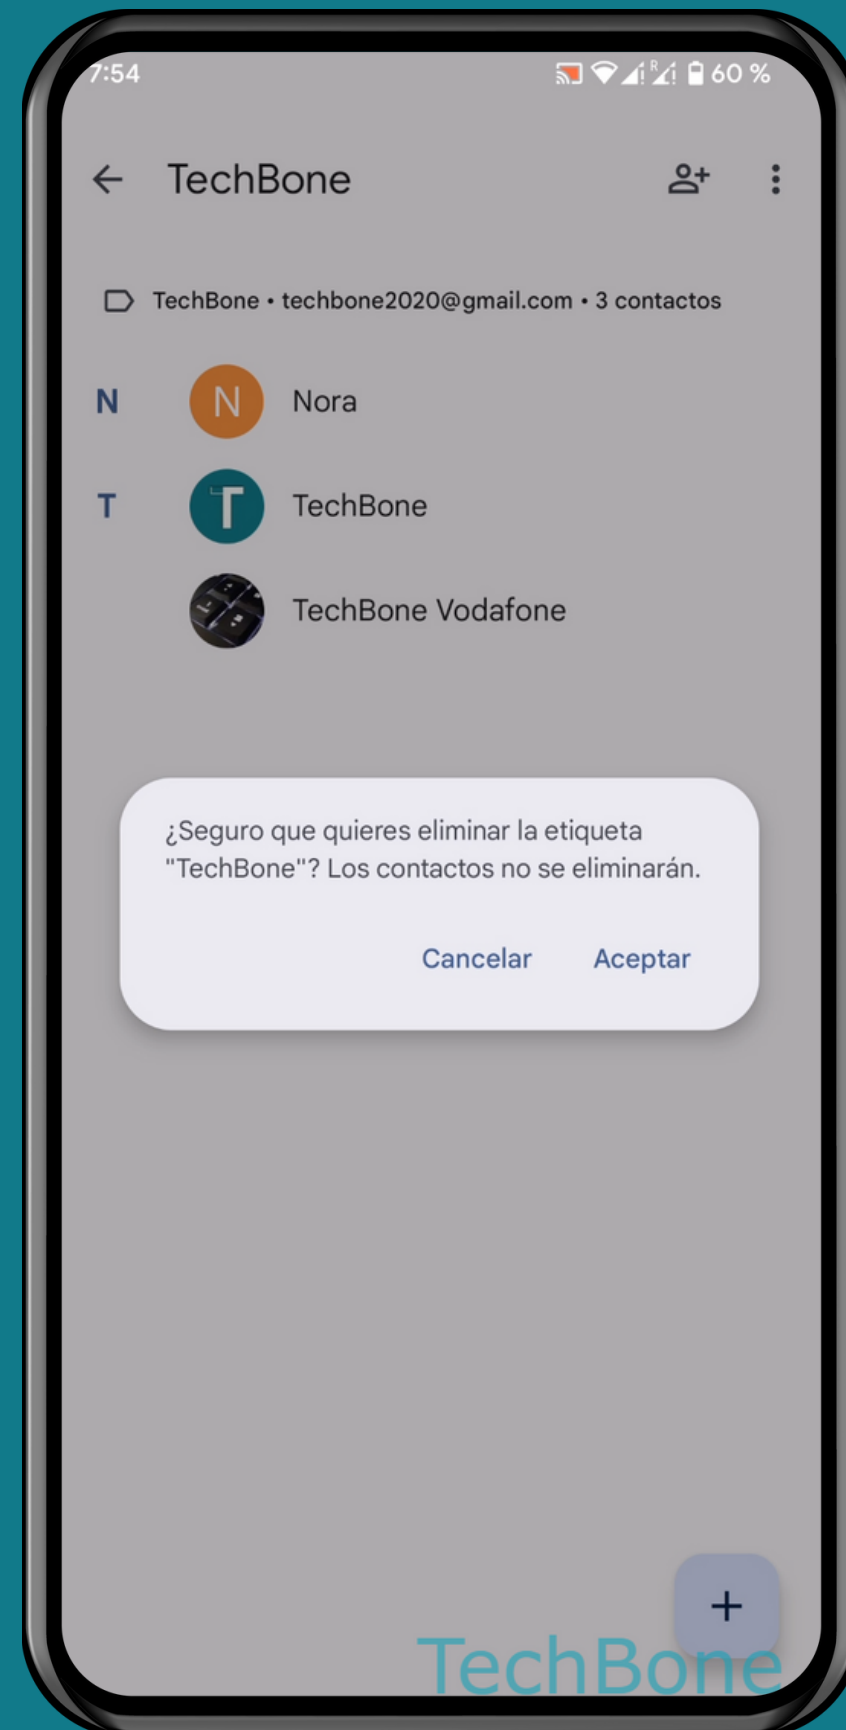 7:54
R
60 %
TechBone
TechBone • techbone2020@gmail.com • 3 contactos
N
N
Nora
T
T
TechBone
TechBone Vodafone
¿Seguro que quieres eliminar la etiqueta
"TechBone"? Los contactos no se eliminarán.
Cancelar
Aceptar
+
TechBone